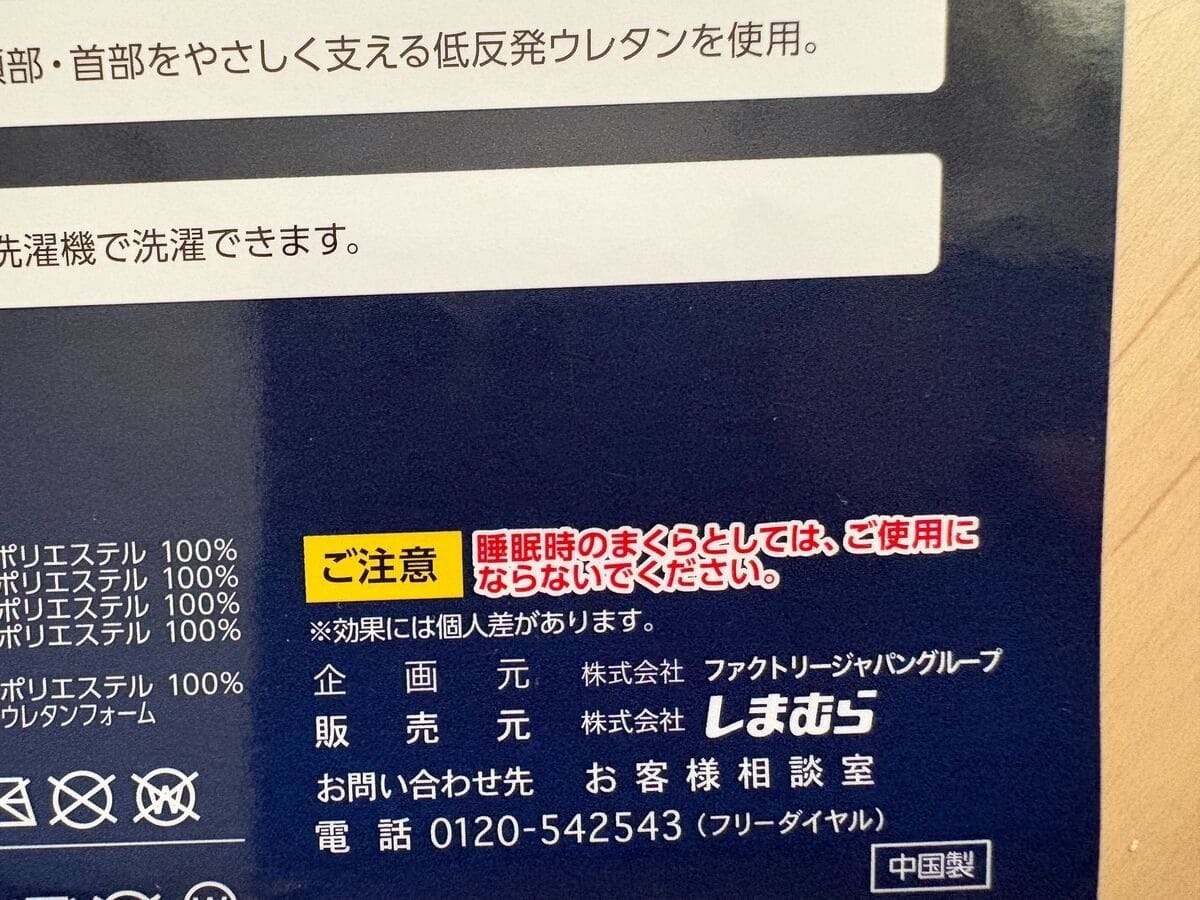 部・首部をやさしく支える低反発ウレタンを使用。
洗濯機で洗濯できます。
ポリエステル 100%
ポリエステル 100%
ポリエステル 100%
ポリエステル 100%
ポリエステル 100%
ウレタンフォーム
ご注意
睡眠時のまくらとしては、ご使用に
ならないでください。
※効果には個人差があります。
企画元 株式会社 ファクトリージャパングループ
販売元 株式会社 しまむら
お問い合わせ先 お客様相談室
電話 0120-542543（フリーダイヤル）
中国製
W
W